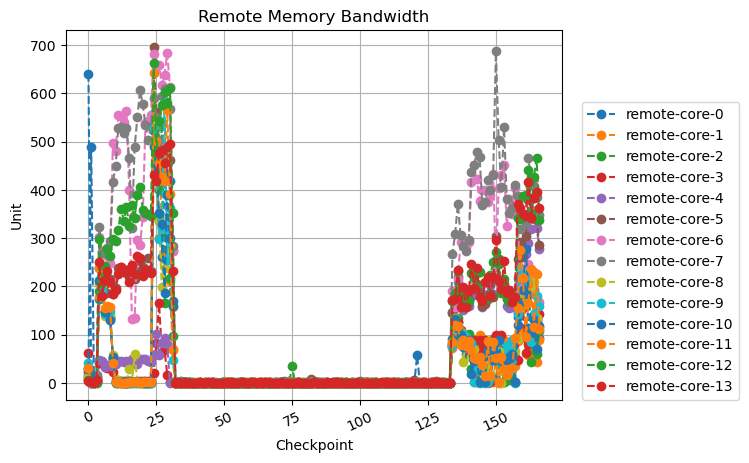 Remote Memory Bandwidth
700
600
500
400
300
200
100
0
Unit
0
25
50
75
100
125
150
Checkpoint
remote-core-0
remote-core-1
remote-core-2
remote-core-3
remote-core-4
remote-core-5
remote-core-6
remote-core-7
remote-core-8
remote-core-9
remote-core-10
remote-core-11
remote-core-12
remote-core-13